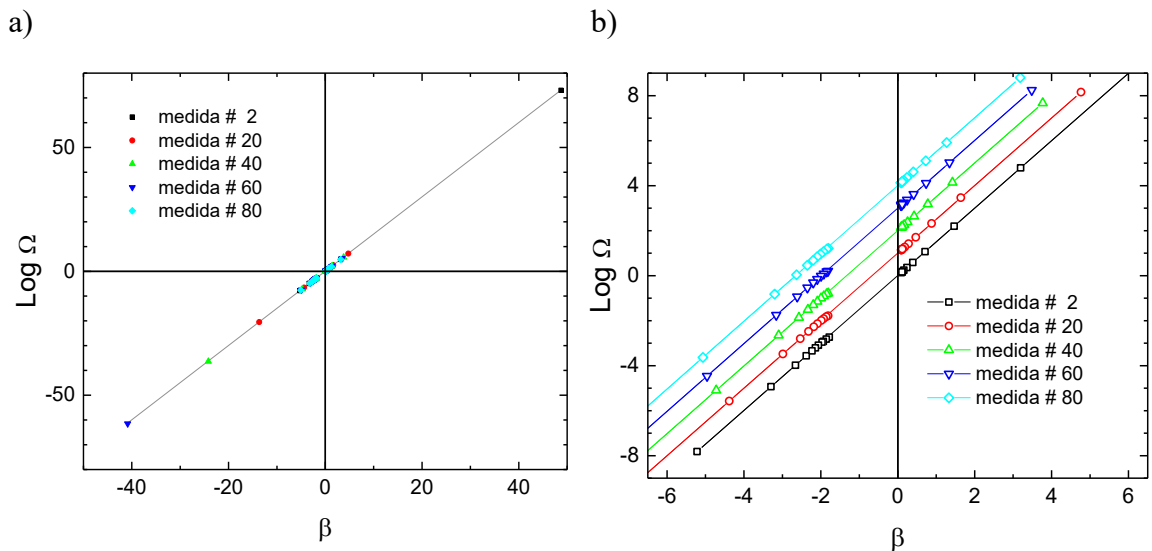 a)
50
0
-50
Log Ω
-40
-20
0
20
40
β
medida # 2
medida # 20
medida # 40
medida # 60
medida # 80
b)
8
4
0
-4
-8
Log Ω
-6
-4
-2
0
2
4
6
β
medida # 2
medida # 20
medida # 40
medida # 60
medida # 80